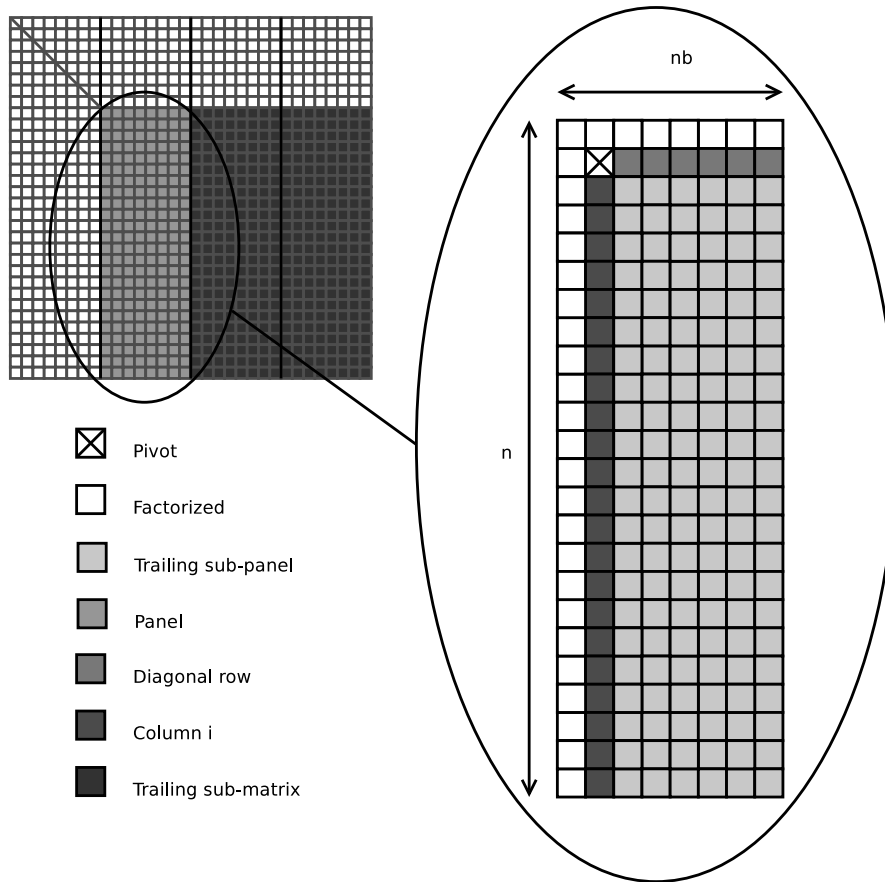 nb
n
Pivot
Factorized
Trailing sub-panel
Panel
Diagonal row
Column i
Trailing sub-matrix